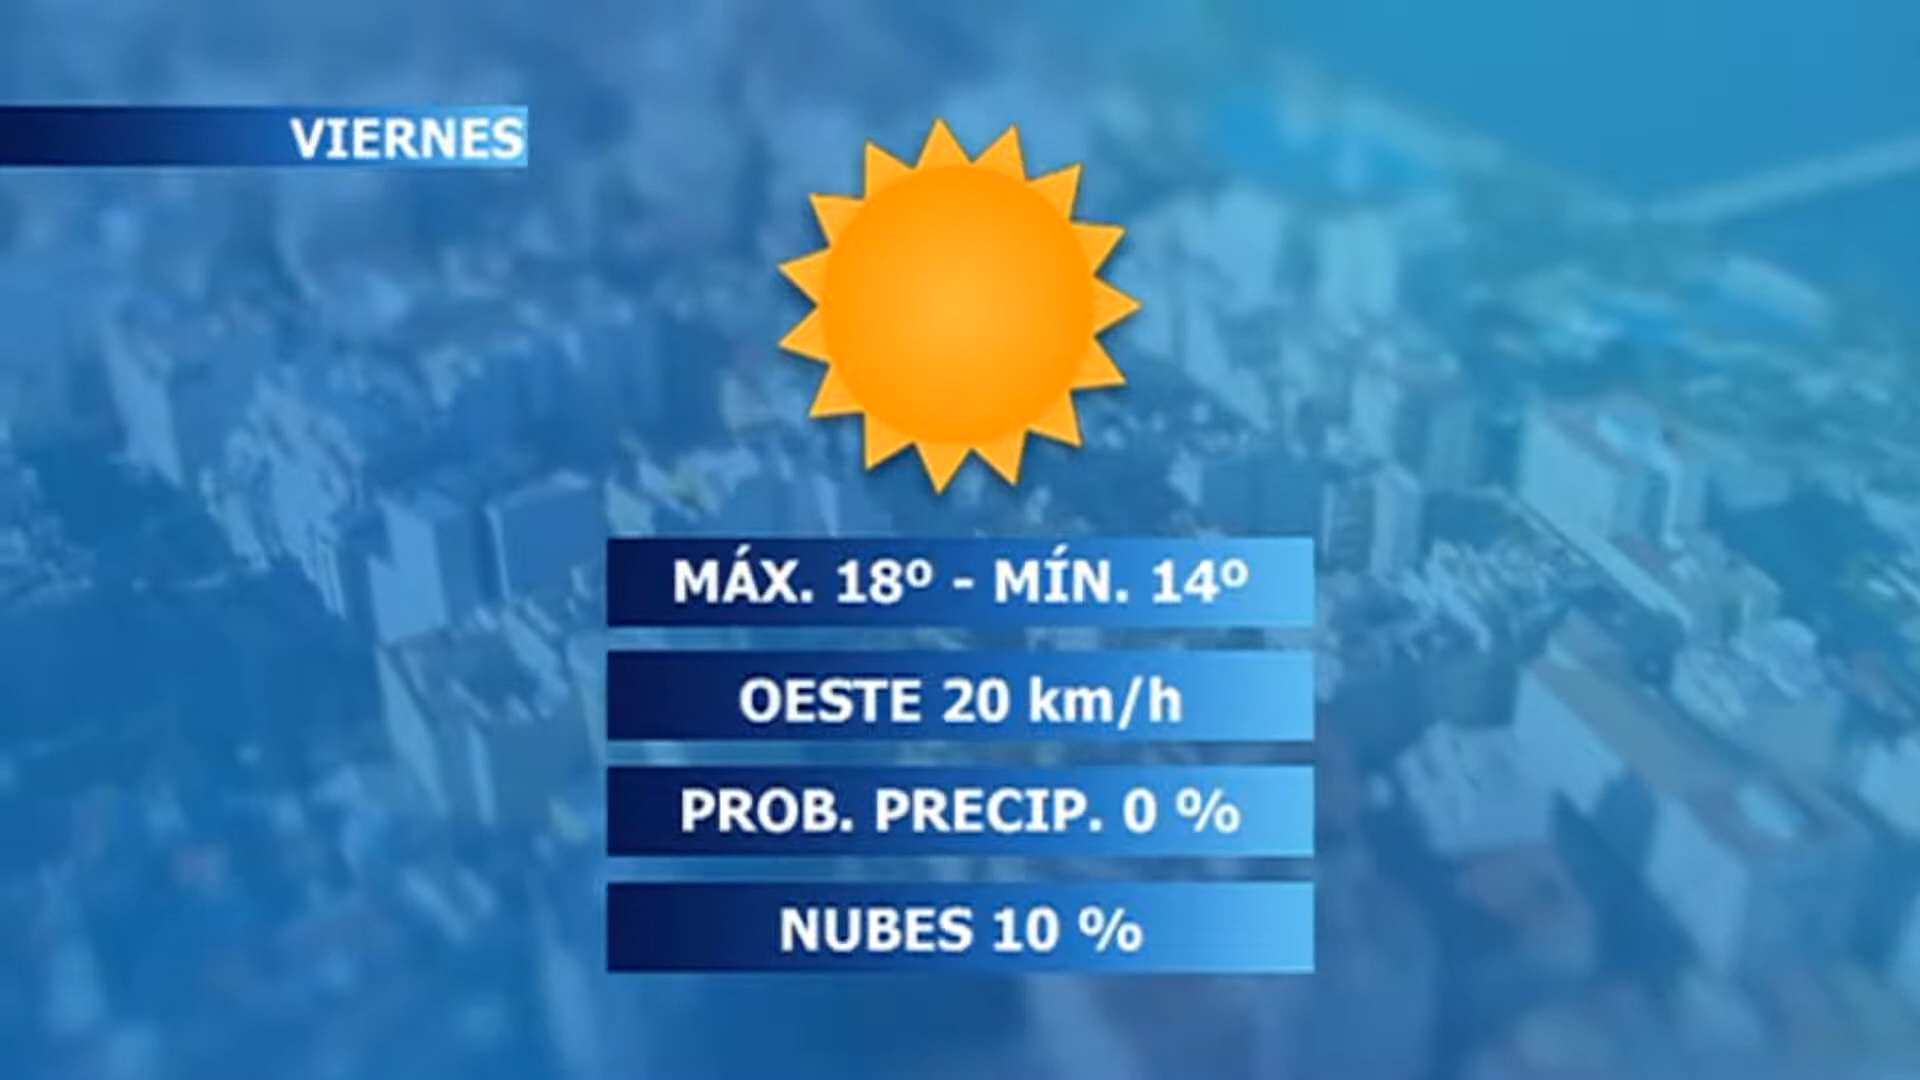 VIERNES
MÁX. 18º - MÍN. 14º
OESTE 20 km/h
PROB. PRECIP. 0 %
NUBES 10 %